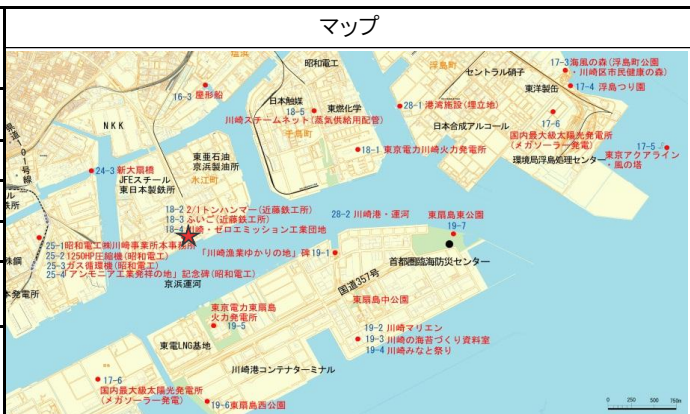 マップ
昭和電工
浮島町
セントラル硝子
17-3 海風の森(浮島町公園
・川崎区市民健康の森)
東洋製缶
17-4 浮島つり園
16-3 屋形船
日本触媒
18-5
川崎スチームネット(蒸気供給用配管)
東燃化学
千鳥町
28-1 港湾施設(埋立地)
日本合成アルコール
17-6
国内最大級太陽光発電所
(メガソーラー発電)
NKK
18-1 東京電力川崎火力発電所
環境局浮島処理センター
17-5
東京アクアライン
・風の塔
県道101号線
24-3 新大扇橋
JFEスチール
東日本製鉄所
東亜石油
京浜製油所
水江町
18-2 2/1トンハンマー(近藤鉄工所)
18-3 ふいご(近藤鉄工所)
18-4 川崎・ゼロエミッション工業団地
28-2 川崎港・運河
東扇島東公園
19-7
25-1昭和電工㈱川崎事業所本事務所
25-2 1250HP圧縮機(昭和電工)
25-3ガス循環機(昭和電工)
25-4「アンモニア工業発祥の地」記念碑(昭和電工)
「川崎漁業ゆかりの地」碑 19-1
首都圏臨海防災センター
京浜運河
国道357号
東京電力東扇島
火力発電所
19-5
東扇島中公園
19-2 川崎マリエン
19-3 川崎の海苔づくり資料室
19-4 川崎みなと祭り
東電LNG基地
川崎港コンテナターミナル
17-6
国内最大級太陽光発電所
(メガソーラー発電)
19-6東扇島西公園
0 250 500 750m